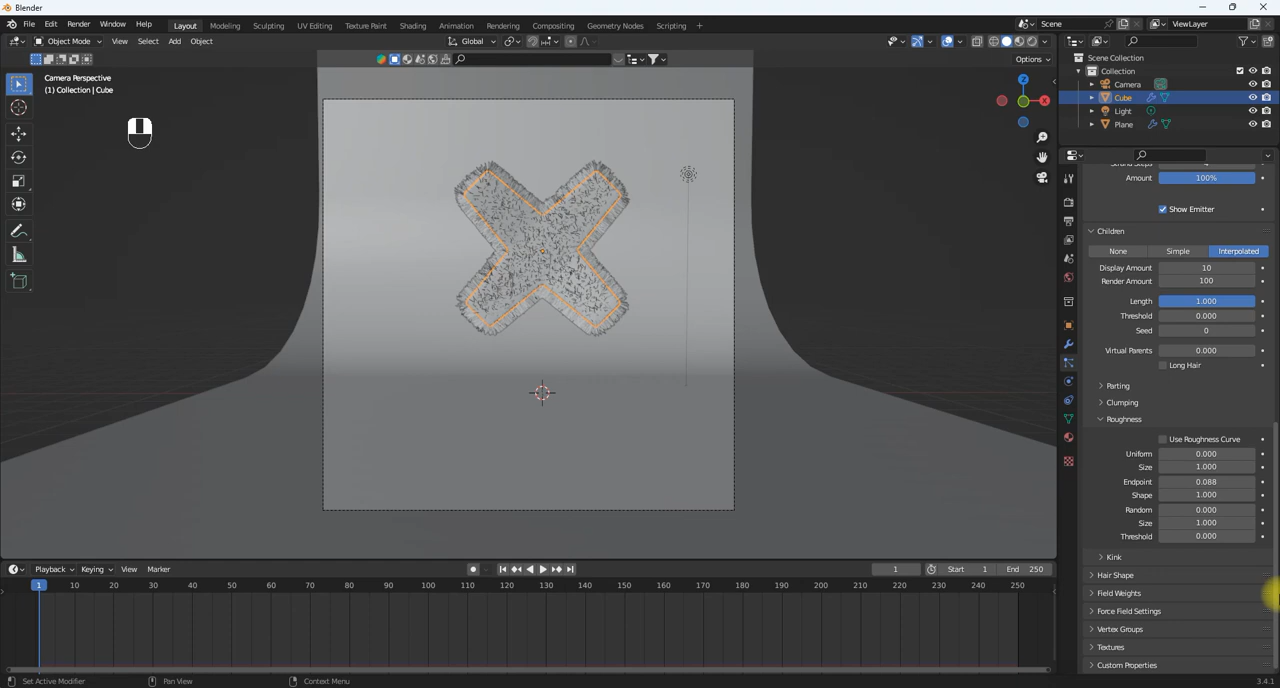 Blender
File Edit Render Window Help Layout Modeling Sculpting UV Editing Texture Paint Shading Animation Rendering Compositing Geometry Nodes Scripting + Scene ViewLayer
Object Mode View Select Add Object Global
Options
Camera Perspective
(1) Collection | Cube
X
Scene Collection
Collection
Camera
Cube
Light
Plane
Amount 100%
Show Emitter
Children
None Simple Interpolated
Display Amount 10
Render Amount 100
Length 1.000
Threshold 0.000
Seed 0
Virtual Parents 0.000
Long Hair
Parting
Clumping
Roughness
Use Roughness Curve
Uniform 0.000
Size 1.000
Endpoint 0.088
Shape 1.000
Random 0.000
Size 1.000
Threshold 0.000
Kink
Hair Shape
Field Weights
Force Field Settings
Vertex Groups
Textures
Custom Properties
Playback Keying View Marker 1 Start 1 End 250
1 10 20 30 40 50 60 70 80 90 100 110 120 130 140 150 160 170 180 190 200 210 220 230 240 250
Set Active Modifier Pan View Context Menu 3.4.1